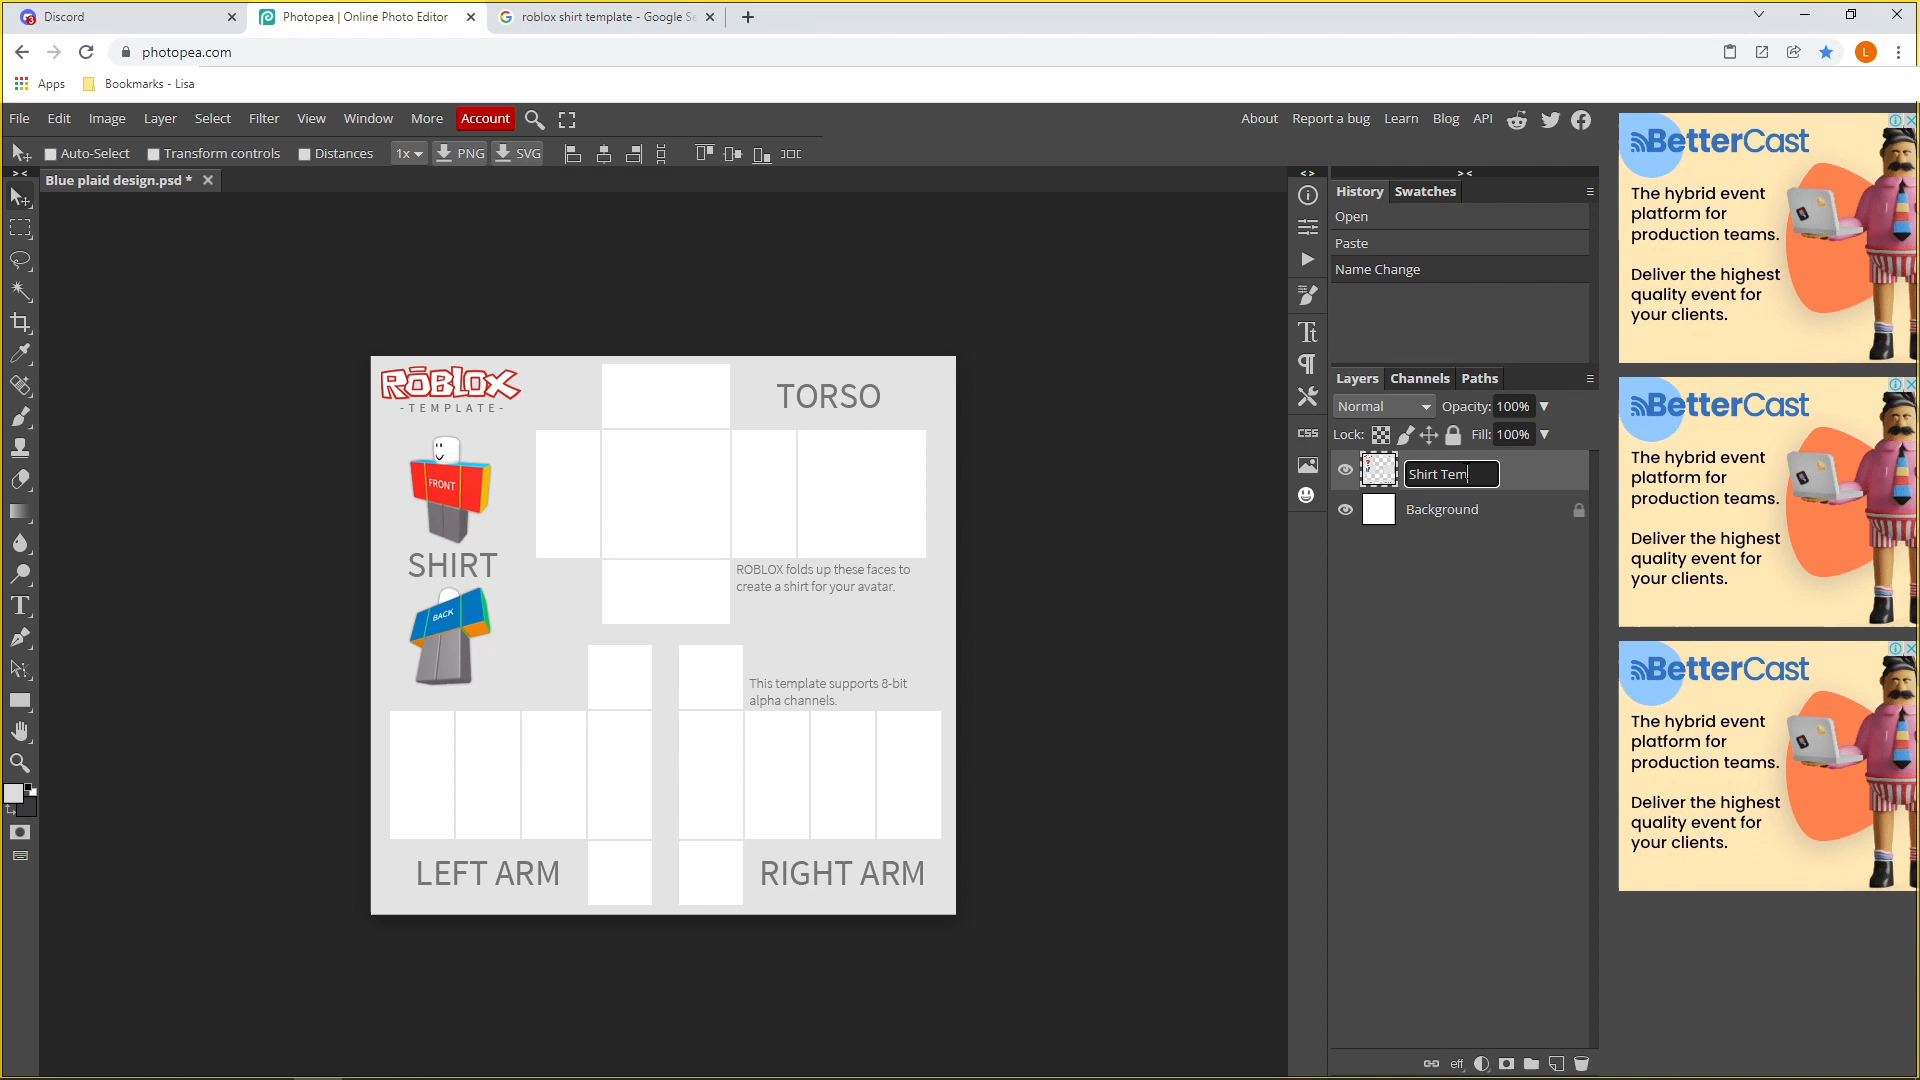 Discord
Photopea | Online Photo Editor
roblox shirt template - Google Se
photopea.com
L
Apps
Bookmarks - Lisa
File Edit Image Layer Select Filter View Window More Account
About Report a bug Learn Blog API
Auto-Select Transform controls Distances 1x PNG SVG
Blue plaid design.psd *
History Swatches
Open
Paste
Name Change
Layers Channels Paths
Normal Opacity: 100%
Lock: Fill: 100%
Shirt Tem
Background
CSS
eff
ROBLOX
-TEMPLATE-
TORSO
FRONT
SHIRT
BACK
ROBLOX folds up these faces to
create a shirt for your avatar.
This template supports 8-bit
alpha channels.
LEFT ARM
RIGHT ARM
BetterCast
The hybrid event
platform for
production teams.
Deliver the highest
quality event for
your clients.
BetterCast
The hybrid event
platform for
production teams.
Deliver the highest
quality event for
your clients.
BetterCast
The hybrid event
platform for
production teams.
Deliver the highest
quality event for
your clients.